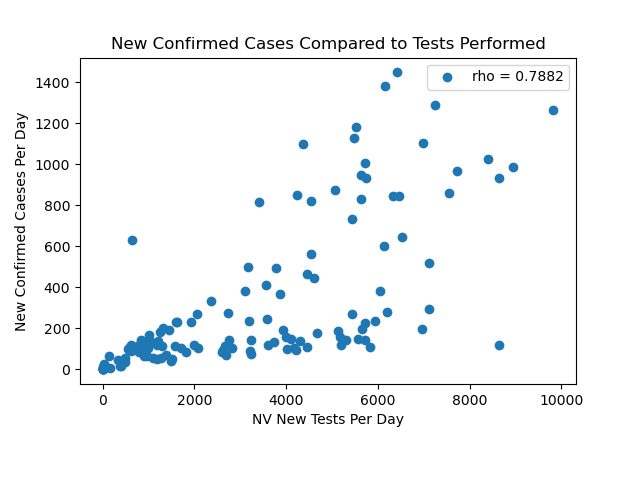 New Confirmed Cases Compared to Tests Performed
rho = 0.7882
New Confirmed Caeses Per Day
1400
1200
1000
800
600
400
200
0
0 2000 4000 6000 8000 10000
NV New Tests Per Day